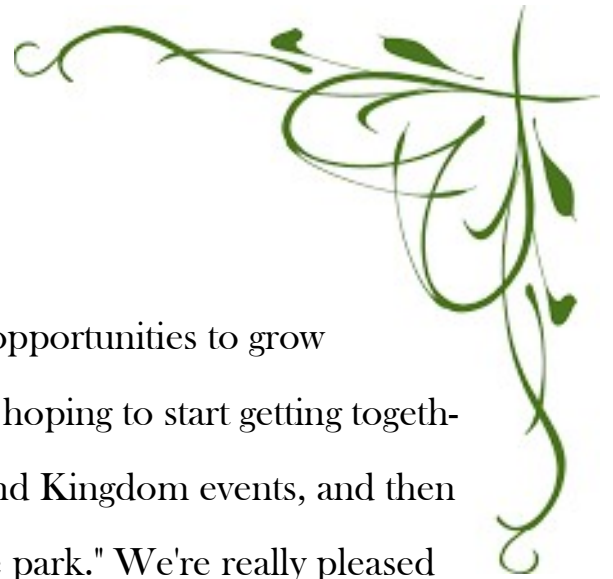 opportunities to grow
hoping to start getting togeth-
nd Kingdom events, and then
park." We're really pleased